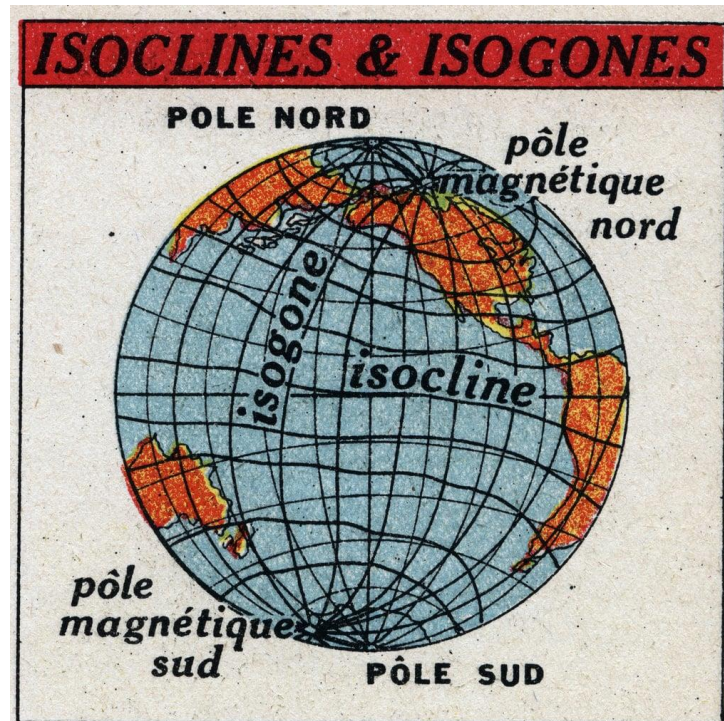 ISOCLINES & ISOGONES
POLE NORD
pôle
magnétique
nord
isogone
isocline
pôle
magnétique
sud
PÔLE SUD